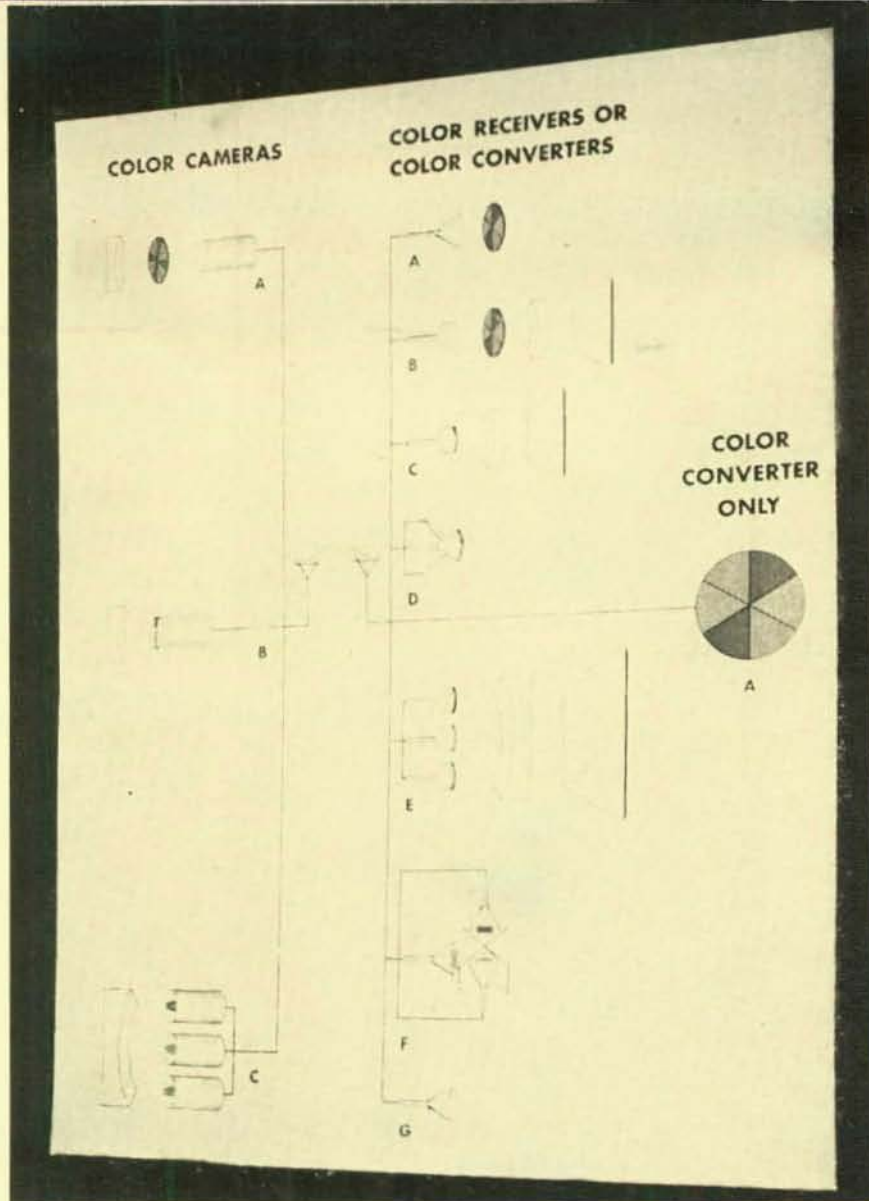 COLOR CAMERAS
COLOR RECEIVERS OR
COLOR CONVERTERS
A
A
B
C
COLOR
CONVERTER
ONLY
D
B
A
E
F
C
G